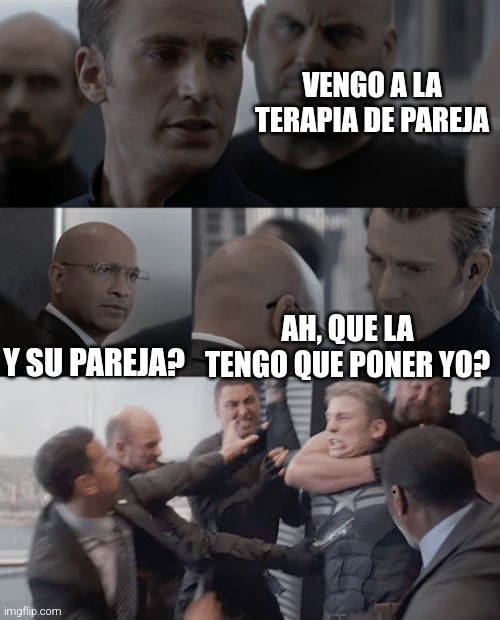 VENGO A LA
TERAPIA DE PAREJA
Y SU PAREJA?
AH, QUE LA
TENGO QUE PONER YO?
imgflip.com